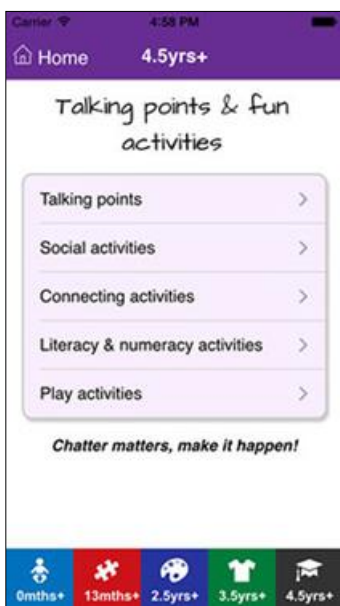 Carrier 4:58 PM
Home 4.5yrs+
Talking points & fun
activities
Talking points
Social activities
Connecting activities
Literacy & numeracy activities
Play activities
Chatter matters, make it happen!
0mths+ 13mths+ 2.5yrs+ 3.5yrs+ 4.5yrs+